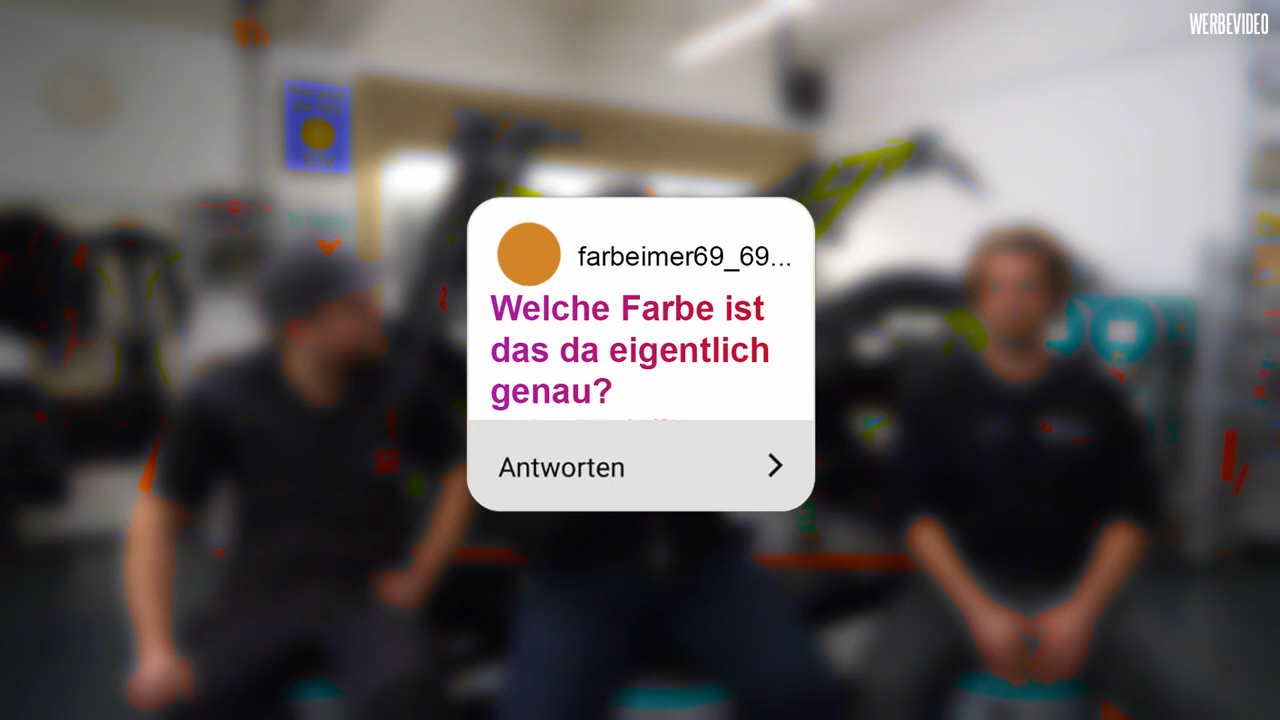 WERBEVIDEO
farbeimer69_69...
Welche Farbe ist
das da eigentlich
genau?
Antworten